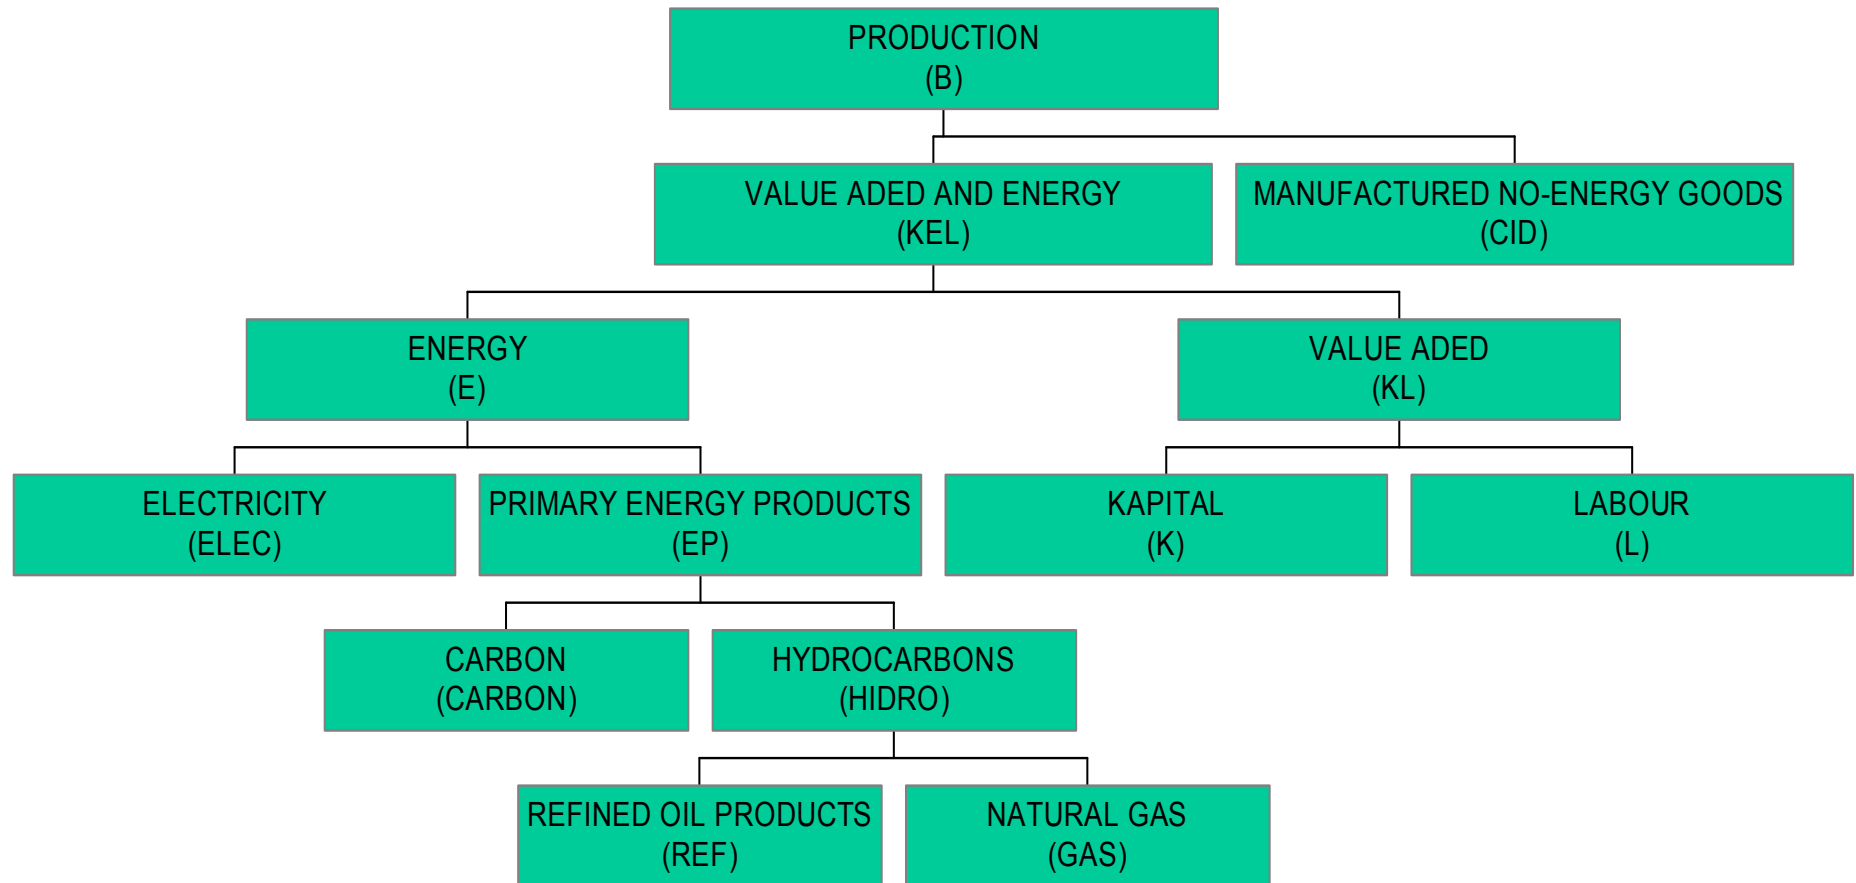 PRODUCTION
(B)
VALUE ADED AND ENERGY
(KEL)
MANUFACTURED NO-ENERGY GOODS
(CID)
ENERGY
(E)
VALUE ADED
(KL)
ELECTRICITY
(ELEC)
PRIMARY ENERGY PRODUCTS
(EP)
KAPITAL
(K)
LABOUR
(L)
CARBON
(CARBON)
HYDROCARBONS
(HIDRO)
REFINED OIL PRODUCTS
(REF)
NATURAL GAS
(GAS)